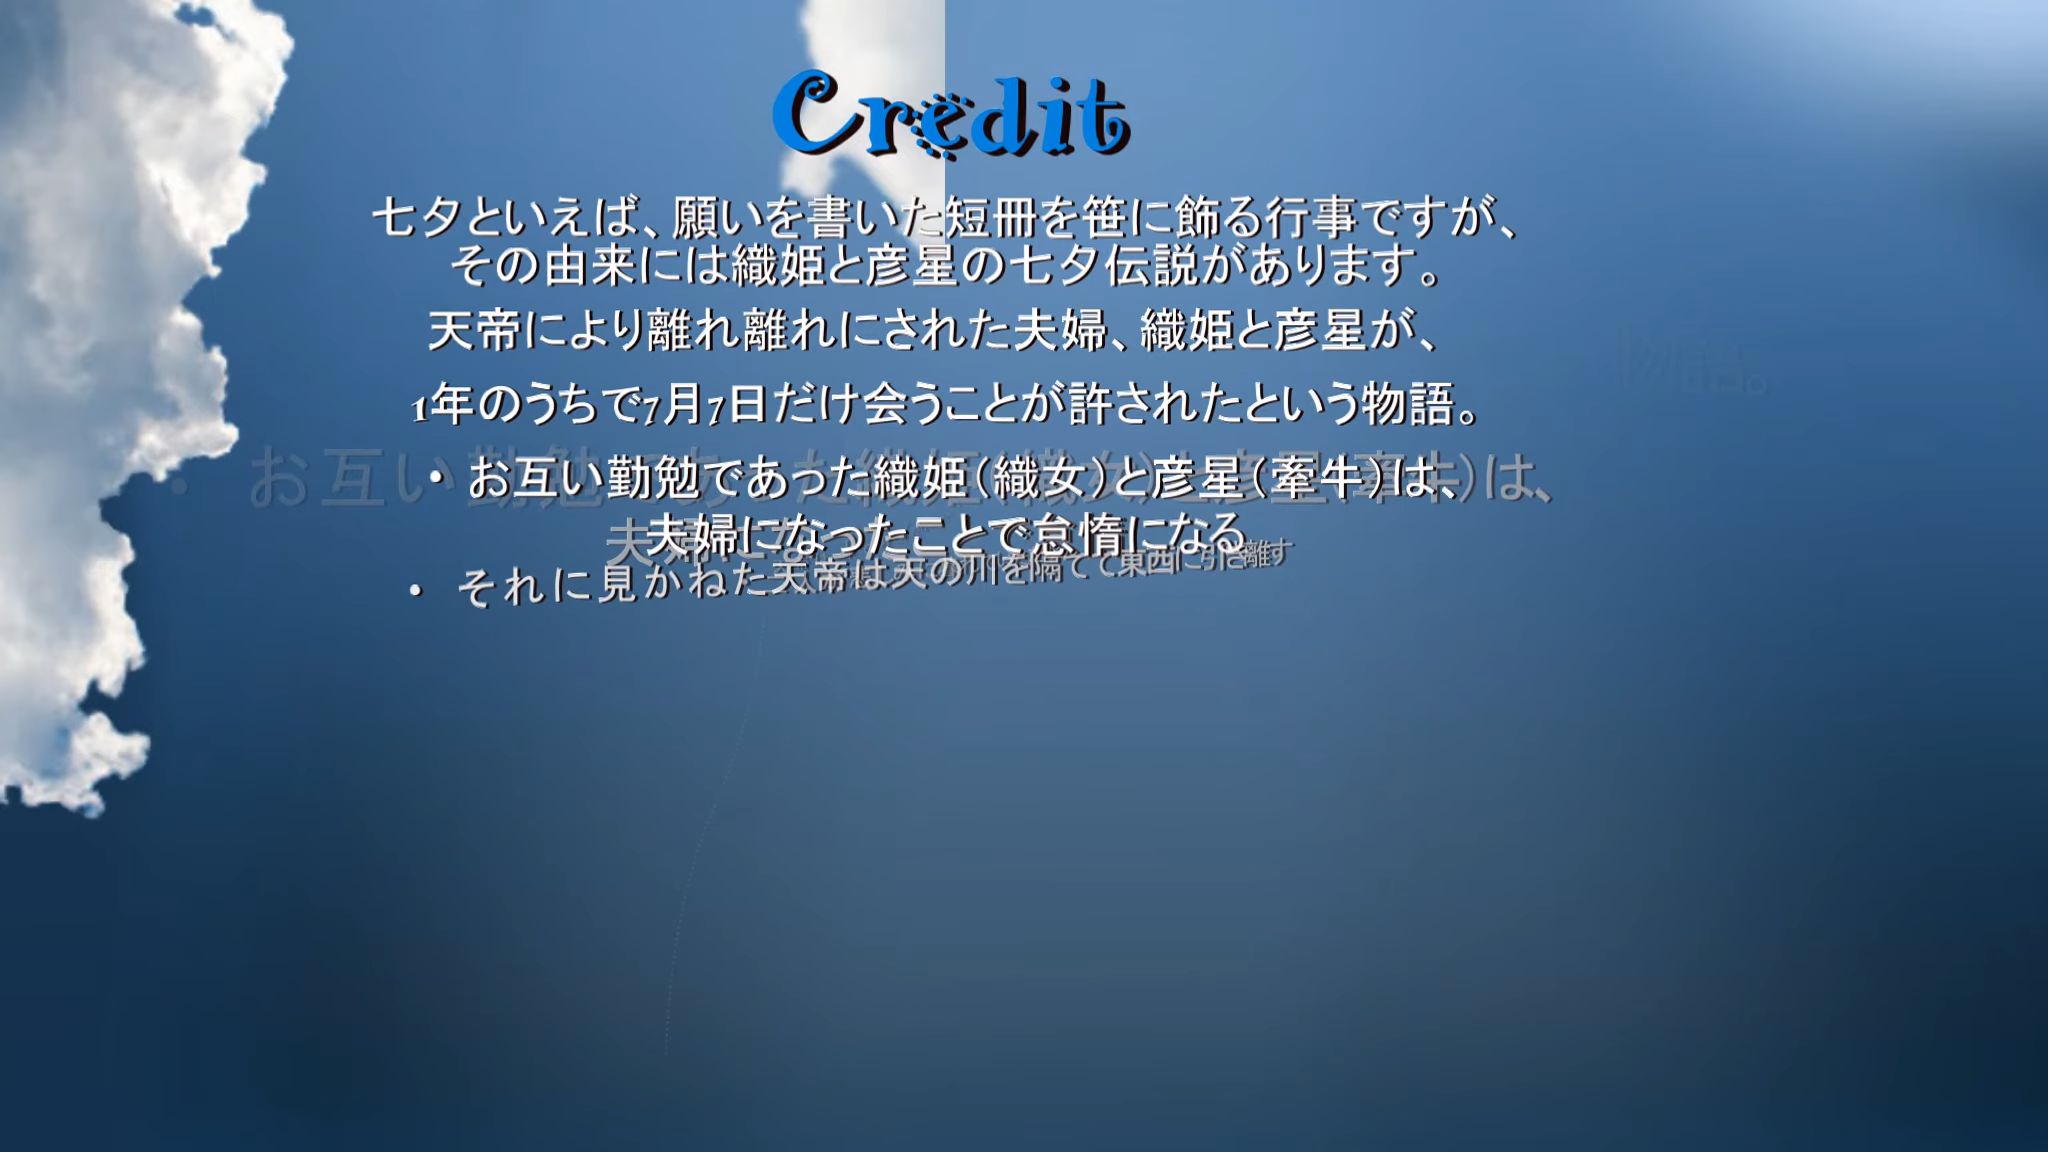 Credit
七夕といえば、願いを書いた短冊を笹に飾る行事ですが、
その由来には織姫と彦星の七夕伝説があります。
天帝により離れ離れにされた夫婦、織姫と彦星が、
1年のうちで7月7日だけ会うことが許されたという物語。
• お互い勤勉であった織姫（織女）と彦星（牽牛）は、
夫婦になったことで怠惰になる
• それに見かねた天帝は天の川を隔てて東西に引き離す